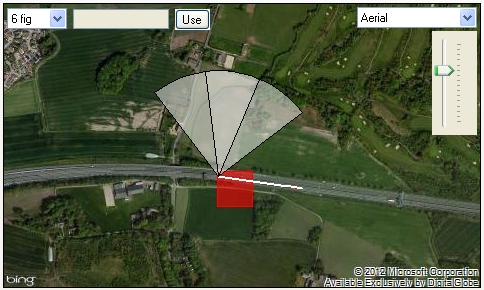 6 fig
Use
Aerial
© 2012 Microsoft Corporation
Available Exclusively by DigitalGlobe
bing